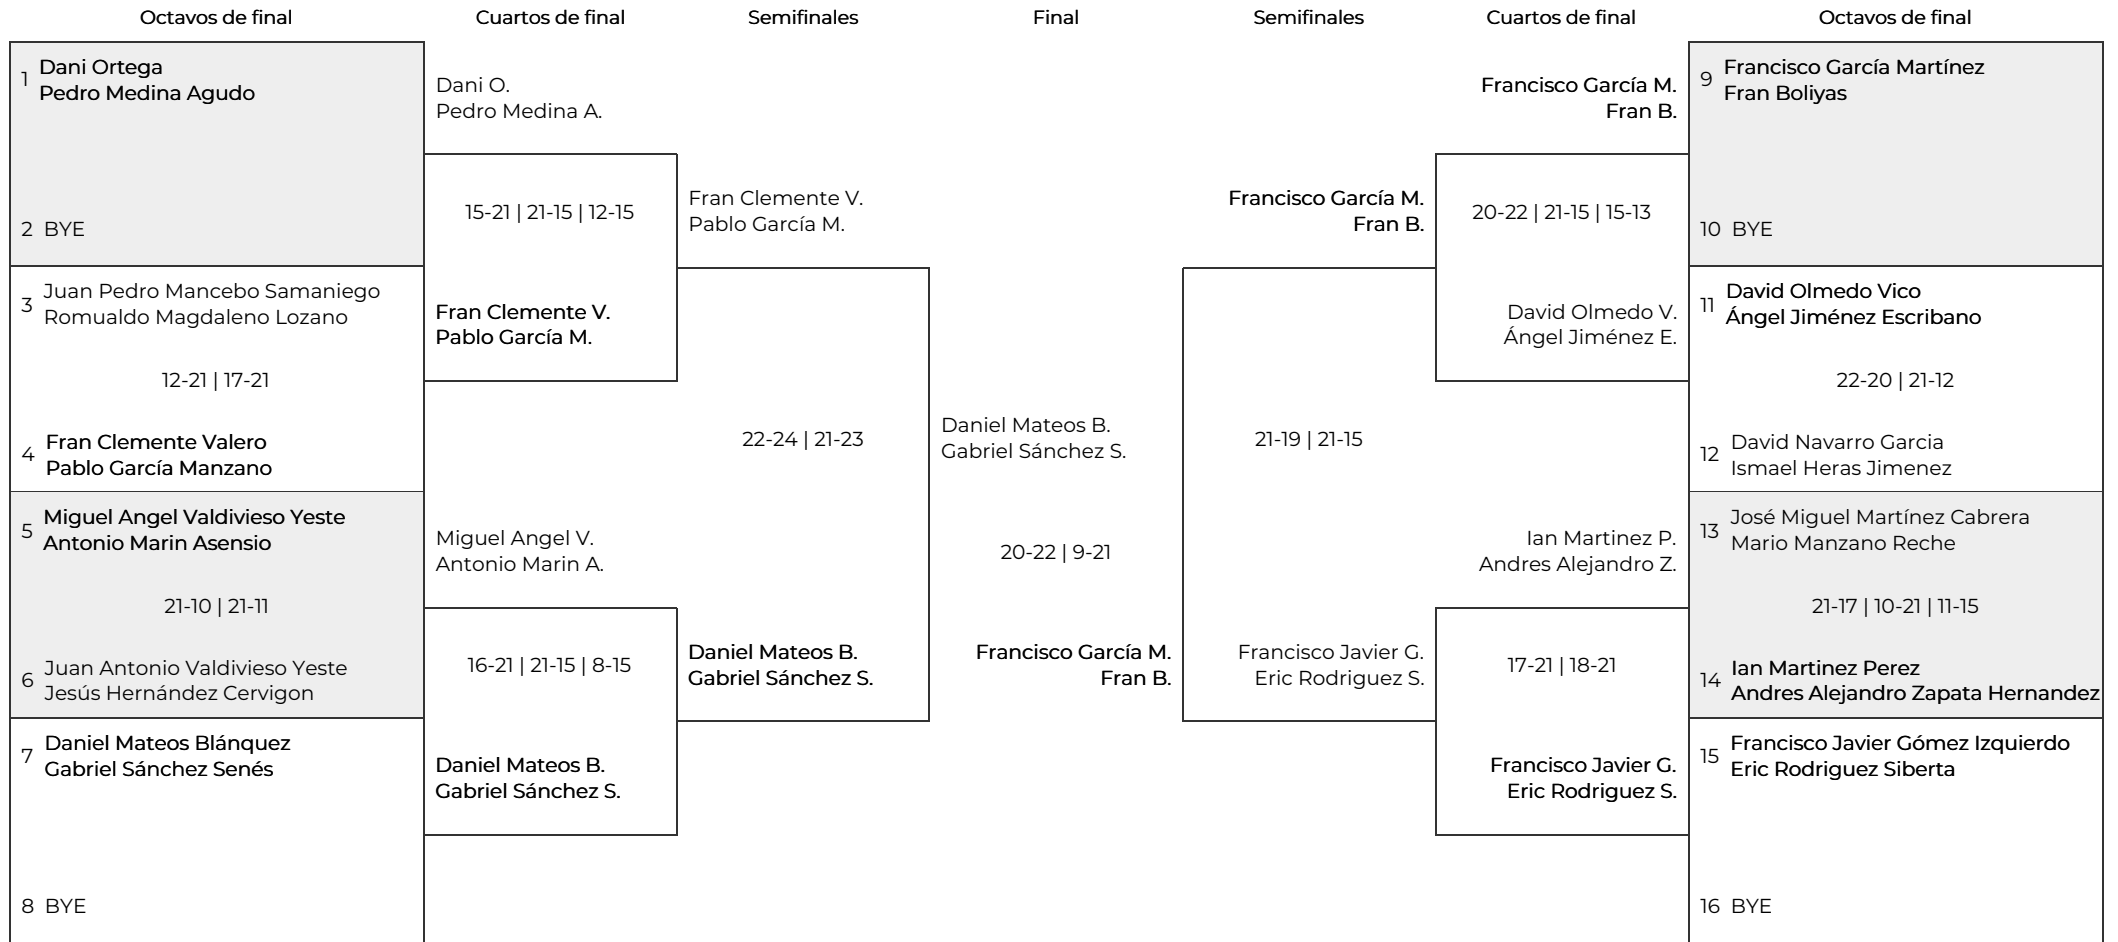 Octavos de final
Cuartos de final
Semifinales
Final
Semifinales
Cuartos de final
Octavos de final
1
Dani Ortega
Pedro Medina Agudo
2 BYE
3
Juan Pedro Mancebo Samaniego
Romualdo Magdaleno Lozano
12-21 | 17-21
4
Fran Clemente Valero
Pablo García Manzano
5
Miguel Angel Valdivieso Yeste
Antonio Marin Asensio
21-10 | 21-11
6
Juan Antonio Valdivieso Yeste
Jesús Hernández Cervigon
7
Daniel Mateos Blánquez
Gabriel Sánchez Senés
8 BYE
Dani O.
Pedro Medina A.
15-21 | 21-15 | 12-15
Fran Clemente V.
Pablo García M.
Miguel Angel V.
Antonio Marin A.
16-21 | 21-15 | 8-15
Daniel Mateos B.
Gabriel Sánchez S.
Fran Clemente V.
Pablo García M.
22-24 | 21-23
Daniel Mateos B.
Gabriel Sánchez S.
Daniel Mateos B.
Gabriel Sánchez S.
20-22 | 9-21
Francisco García M.
Fran B.
Francisco García M.
Fran B.
21-19 | 21-15
Francisco Javier G.
Eric Rodriguez S.
Francisco García M.
Fran B.
20-22 | 21-15 | 15-13
David Olmedo V.
Ángel Jiménez E.
Ian Martinez P.
Andres Alejandro Z.
17-21 | 18-21
Francisco Javier G.
Eric Rodriguez S.
9
Francisco García Martínez
Fran Boliyas
10 BYE
11
David Olmedo Vico
Ángel Jiménez Escribano
22-20 | 21-12
12
David Navarro Garcia
Ismael Heras Jimenez
13
José Miguel Martínez Cabrera
Mario Manzano Reche
21-17 | 10-21 | 11-15
14
Ian Martinez Perez
Andres Alejandro Zapata Hernandez
15
Francisco Javier Gómez Izquierdo
Eric Rodriguez Siberta
16 BYE